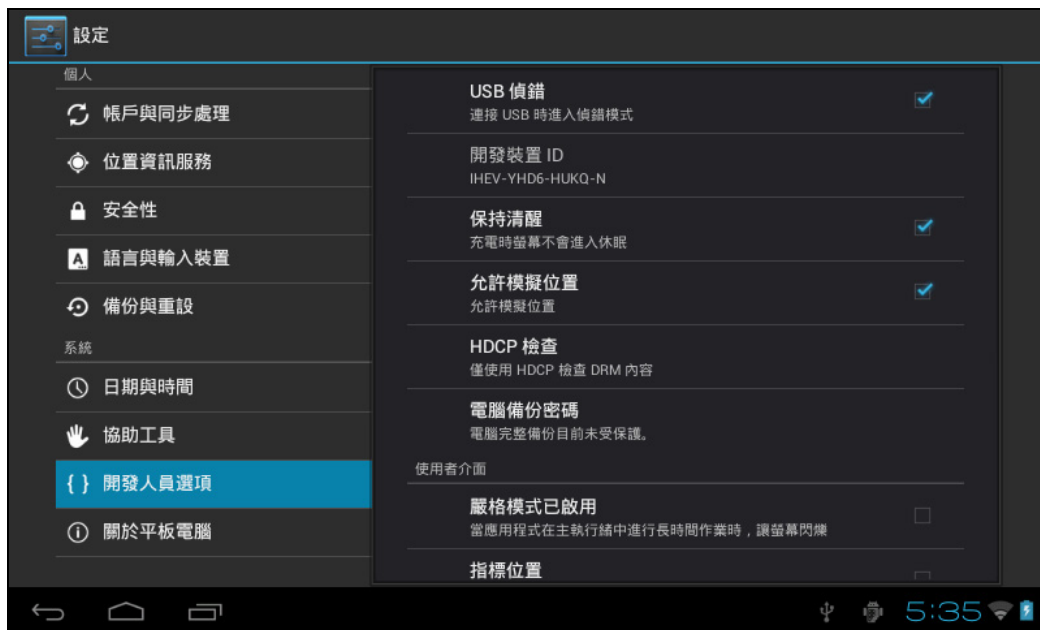 設定
個人
帳戶與同步處理
位置資訊服務
安全性
語言與輸入裝置
備份與重設
系統
日期與時間
協助工具
{ } 開發人員選項
關於平板電腦
USB 偵錯
連接 USB 時進入偵錯模式
開發裝置 ID
IHEV-YHD6-HUKQ-N
保持清醒
充電時螢幕不會進入休眠
允許模擬位置
允許模擬位置
HDCP 檢查
僅使用 HDCP 檢查 DRM 內容
電腦備份密碼
電腦完整備份目前未受保護。
使用者介面
嚴格模式已啟用
當應用程式在主執行緒中進行長時間作業時，讓螢幕閃爍
指標位置
5:35